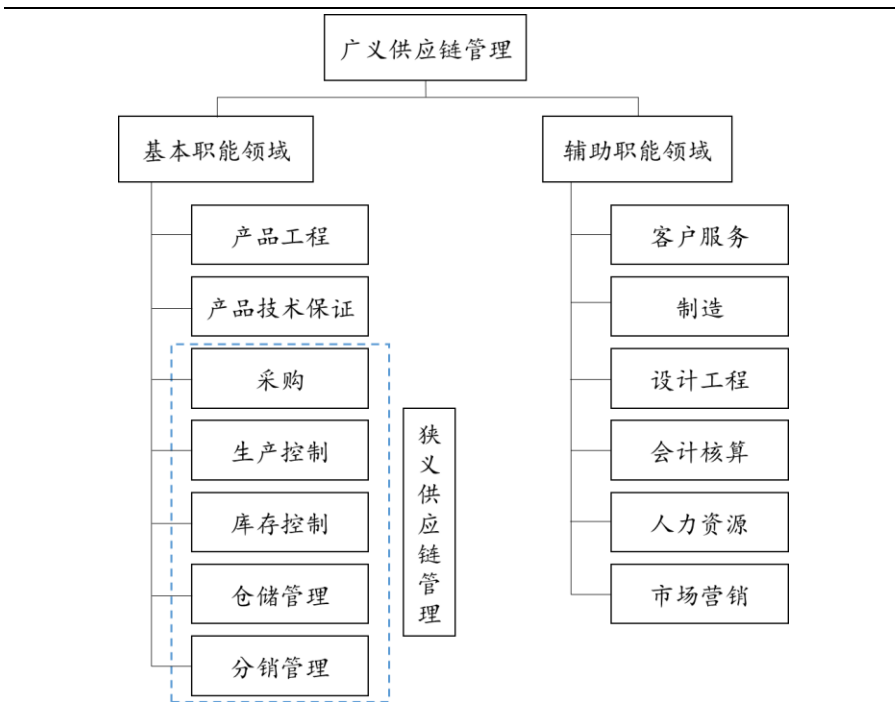 广义供应链管理
基本职能领域
产品工程
产品技术保证
采购
生产控制
库存控制
仓储管理
分销管理
狭义供应链管理
辅助职能领域
客户服务
制造
设计工程
会计核算
人力资源
市场营销